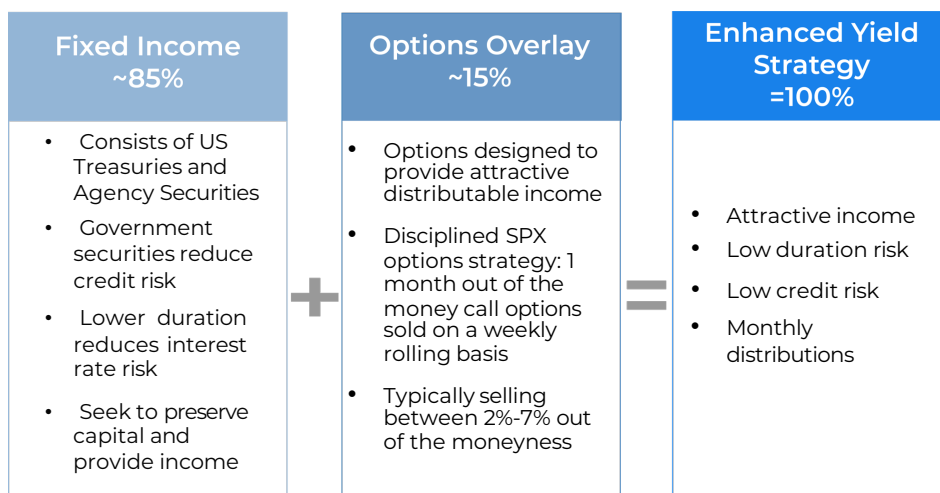 Fixed Income
~85%
• Consists of US
Treasuries and
Agency Securities
• Government
securities reduce
credit risk
• Lower duration
reduces interest
rate risk
• Seek to preserve
capital and
provide income
+
Options Overlay
~15%
• Options designed to
provide attractive
distributable income
• Disciplined SPX
options strategy: 1
month out of the
money call options
sold on a weekly
rolling basis
• Typically selling
between 2%-7% out
of the moneyness
=
Enhanced Yield
Strategy
=100%
• Attractive income
• Low duration risk
• Low credit risk
• Monthly
distributions